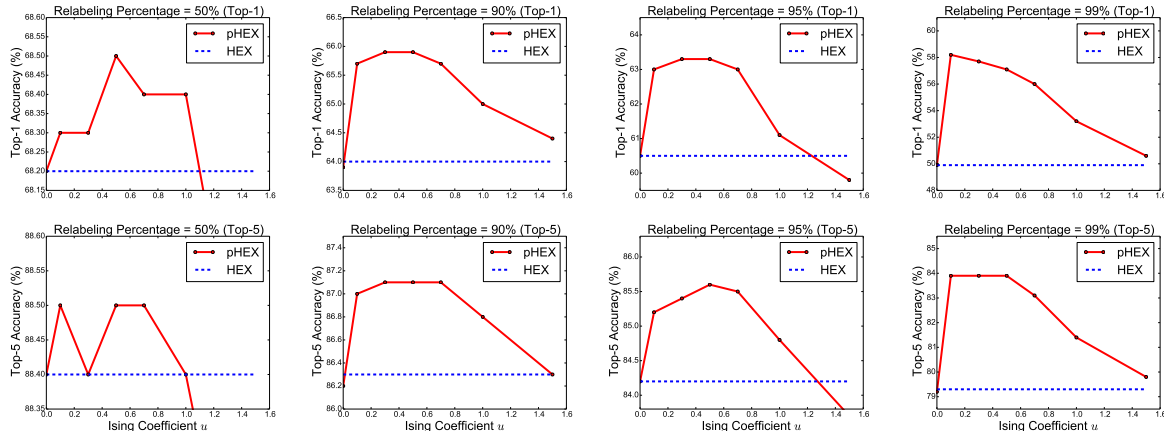 Relabeling Percentage = 50% (Top-1)
Top-1 Accuracy (%)
68.60
68.55
68.50
68.45
68.40
68.35
68.30
68.25
68.20
68.15
0.0 0.2 0.4 0.6 0.8 1.0 1.2 1.4 1.6
pHEX
HEX
Relabeling Percentage = 90% (Top-1)
Top-1 Accuracy (%)
66.5
66.0
65.5
65.0
64.5
64.0
63.5
0.0 0.2 0.4 0.6 0.8 1.0 1.2 1.4 1.6
pHEX
HEX
Relabeling Percentage = 95% (Top-1)
Top-1 Accuracy (%)
64
63
62
61
60
0.0 0.2 0.4 0.6 0.8 1.0 1.2 1.4 1.6
pHEX
HEX
Relabeling Percentage = 99% (Top-1)
Top-1 Accuracy (%)
60
58
56
54
52
50
48
0.0 0.2 0.4 0.6 0.8 1.0 1.2 1.4 1.6
pHEX
HEX
Relabeling Percentage = 50% (Top-5)
Top-5 Accuracy (%)
88.60
88.55
88.50
88.45
88.40
88.35
0.0 0.2 0.4 0.6 0.8 1.0 1.2 1.4 1.6
Ising Coefficient u
pHEX
HEX
Relabeling Percentage = 90% (Top-5)
Top-5 Accuracy (%)
87.4
87.2
87.0
86.8
86.6
86.4
86.2
86.0
0.0 0.2 0.4 0.6 0.8 1.0 1.2 1.4 1.6
Ising Coefficient u
pHEX
HEX
Relabeling Percentage = 95% (Top-5)
Top-5 Accuracy (%)
86.0
85.5
85.0
84.5
84.0
0.0 0.2 0.4 0.6 0.8 1.0 1.2 1.4 1.6
Ising Coefficient u
pHEX
HEX
Relabeling Percentage = 99% (Top-5)
Top-5 Accuracy (%)
85
84
83
82
81
80
79
0.0 0.2 0.4 0.6 0.8 1.0 1.2 1.4 1.6
Ising Coefficient u
pHEX
HEX